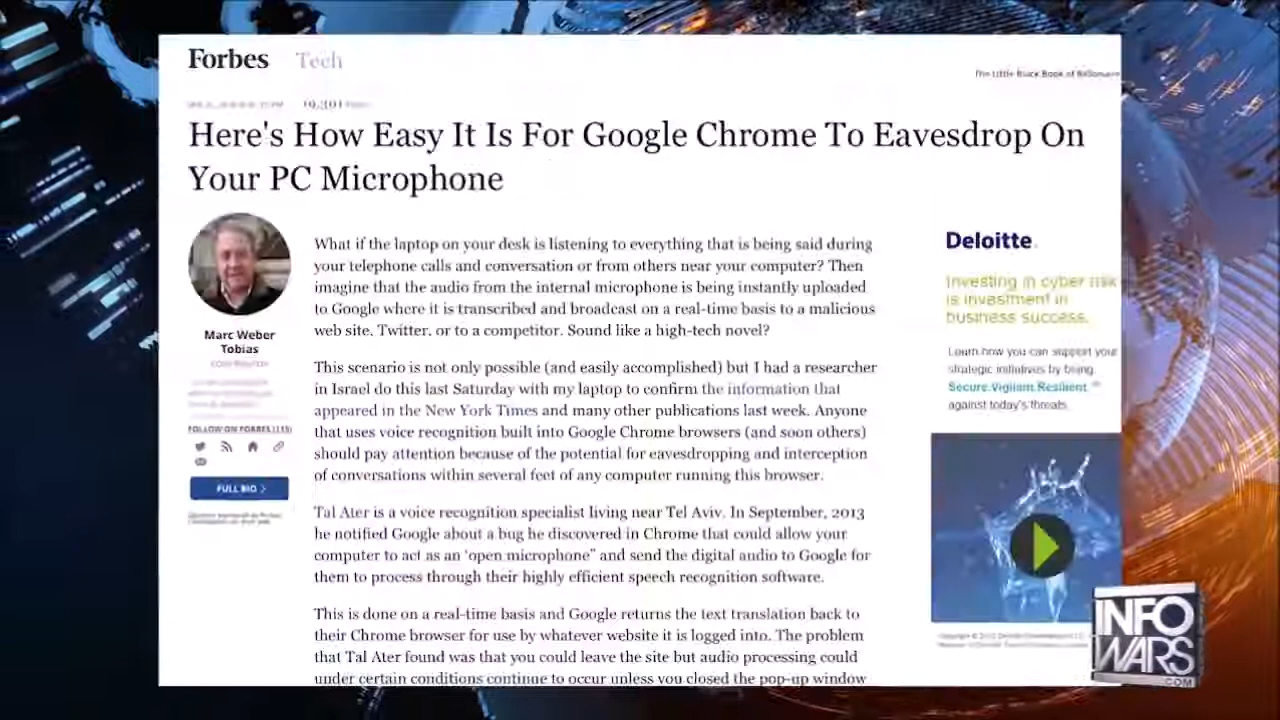 Forbes Tech
The Little Black Book of Billionaire
19,301
Here's How Easy It Is For Google Chrome To Eavesdrop On
Your PC Microphone
Marc Weber
Tobias
FOLLOW ON FORBES (115)
FULL BIO >
What if the laptop on your desk is listening to everything that is being said during
your telephone calls and conversation or from others near your computer? Then
imagine that the audio from the internal microphone is being instantly uploaded
to Google where it is transcribed and broadcast on a real-time basis to a malicious
web site, Twitter, or to a competitor. Sound like a high-tech novel?
This scenario is not only possible (and easily accomplished) but I had a researcher
in Israel do this last Saturday with my laptop to confirm the information that
appeared in the New York Times and many other publications last week. Anyone
that uses voice recognition built into Google Chrome browsers (and soon others)
should pay attention because of the potential for eavesdropping and interception
of conversations within several feet of any computer running this browser.
Tal Ater is a voice recognition specialist living near Tel Aviv. In September, 2013
he notified Google about a bug he discovered in Chrome that could allow your
computer to act as an 'open microphone" and send the digital audio to Google for
them to process through their highly efficient speech recognition software.
This is done on a real-time basis and Google returns the text translation back to
their Chrome browser for use by whatever website it is logged into. The problem
that Tal Ater found was that you could leave the site but audio processing could
under certain conditions continue to occur unless you closed the pop-up window
Deloitte.
Investing in cyber risk
is investment in
business success.
Learn how you can support your
strategic initiatives by being
Secure.Vigilant.Resilient.™
against today's threats.
INFO
WARS
.COM